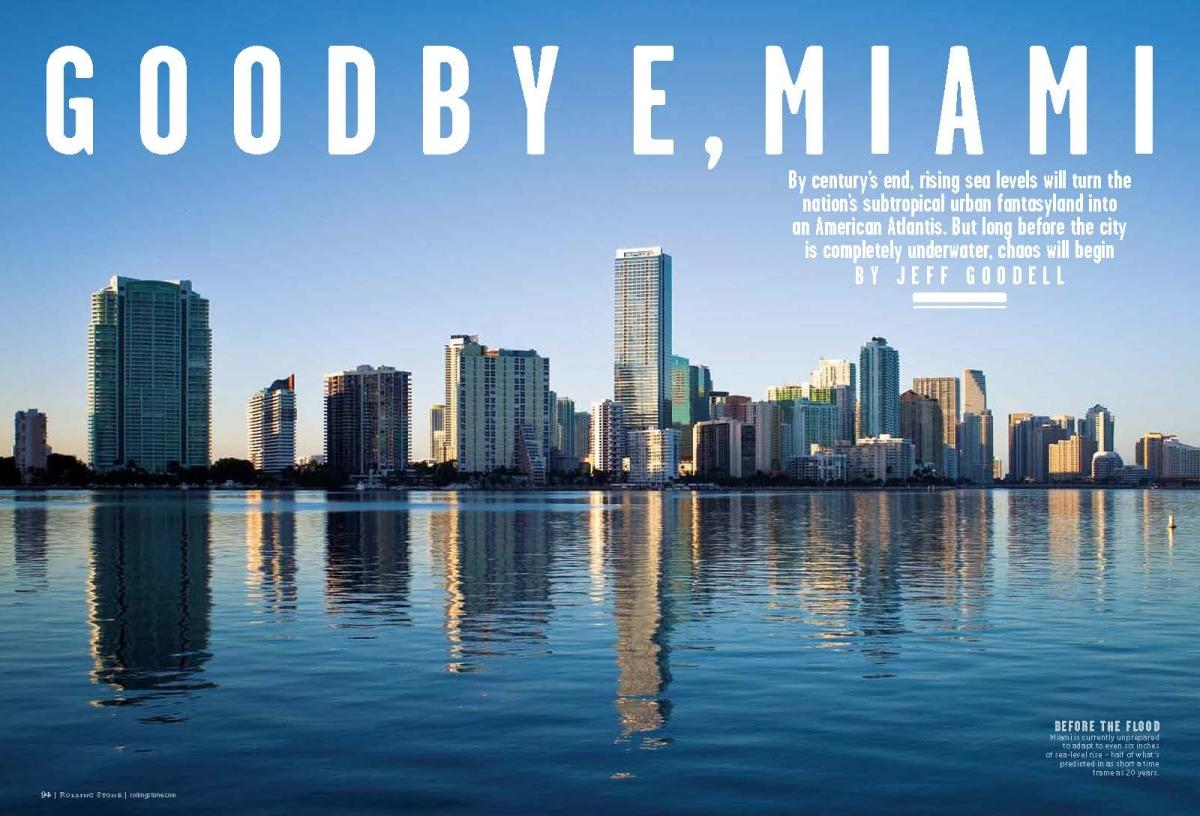 GOODBYE, MIAMI
By century's end, rising sea levels will turn the
nation's subtropical urban fantasyland into
an American Atlantis. But long before the city
is completely underwater, chaos will begin
BY JEFF GOODELL
BEFORE THE FLOOD
Miami is currently unprepared
to adapt to even six inches
of sea-level rise – half of what's
predicted in as short a time
frame as 20 years.
94 | ROLLING STONE | rollingstone.com